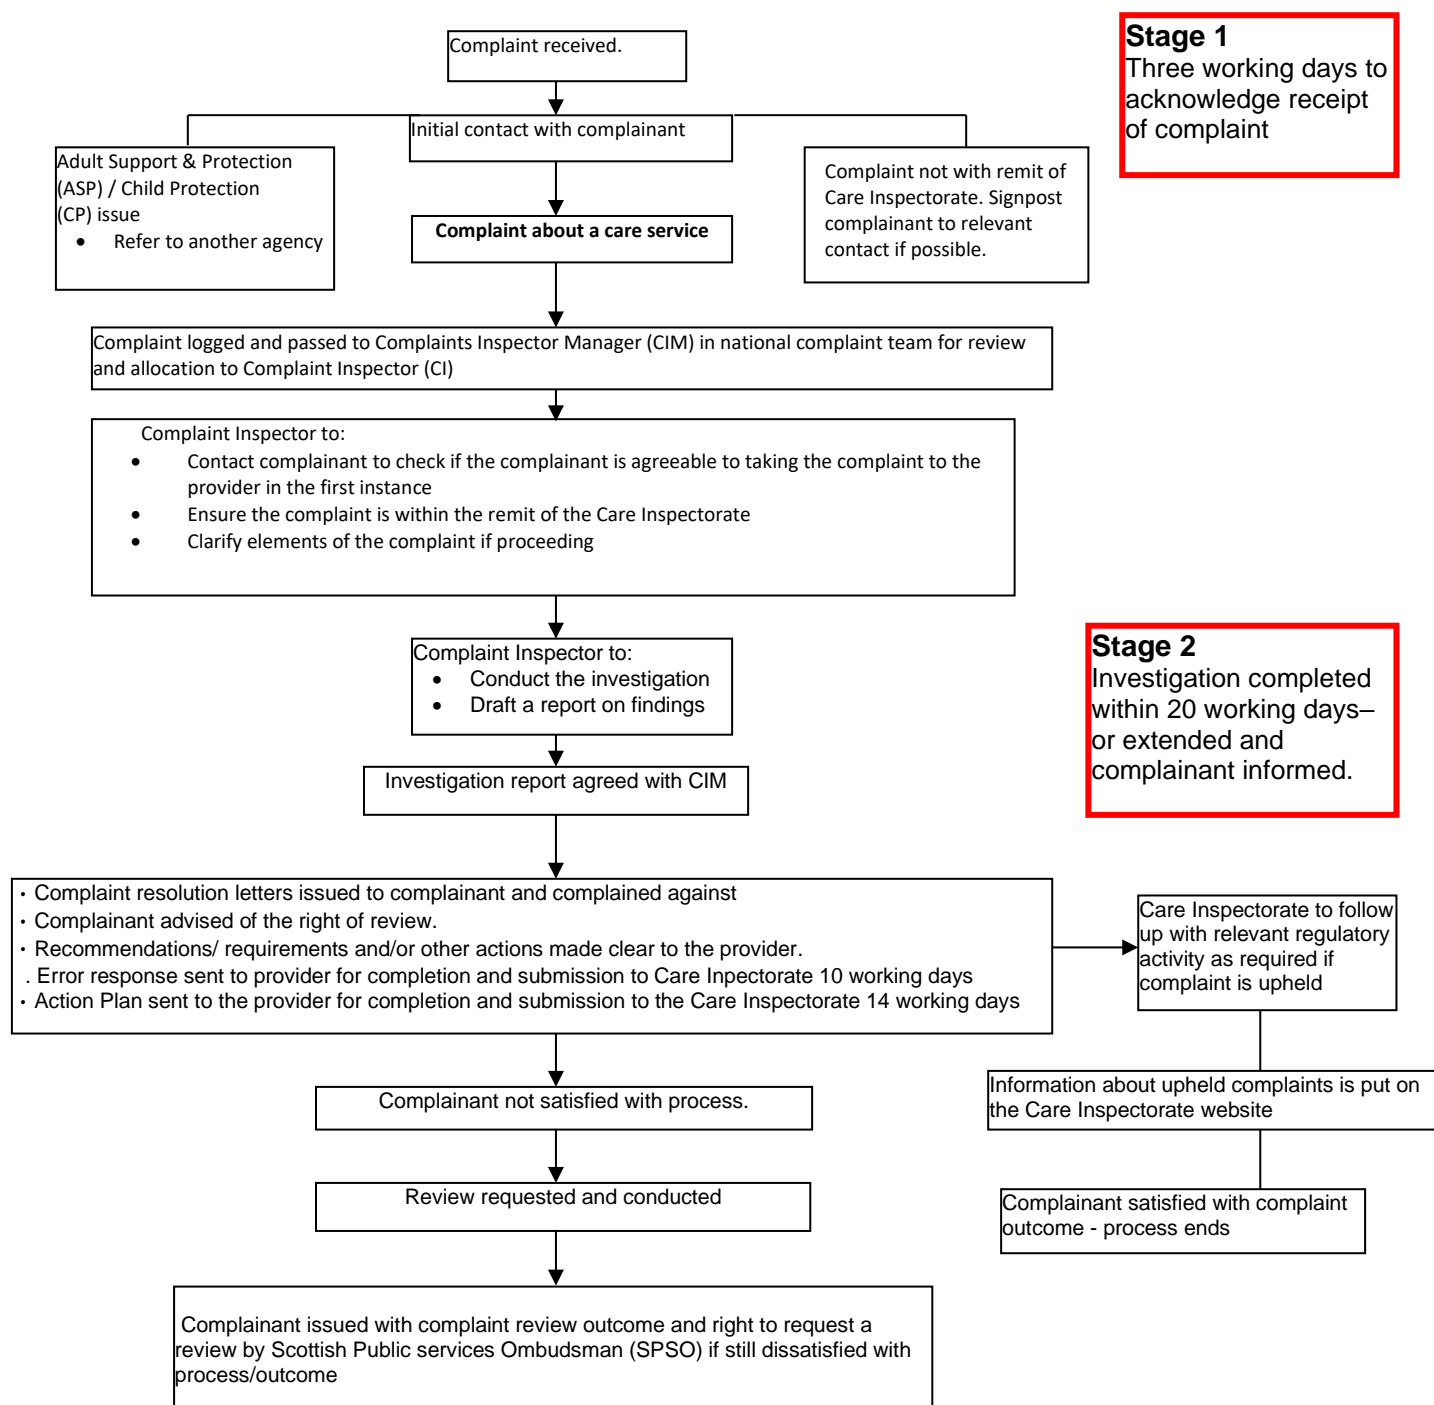 Complaint received.
Stage 1
Three working days to
acknowledge receipt
of complaint
Initial contact with complainant
Adult Support & Protection
(ASP) / Child Protection
(CP) issue
• Refer to another agency
Complaint not with remit of
Care Inspectorate. Signpost
complainant to relevant
contact if possible.
Complaint about a care service
Complaint logged and passed to Complaints Inspector Manager (CIM) in national complaint team for review
and allocation to Complaint Inspector (CI)
Complaint Inspector to:
• Contact complainant to check if the complainant is agreeable to taking the complaint to the
provider in the first instance
• Ensure the complaint is within the remit of the Care Inspectorate
• Clarify elements of the complaint if proceeding
Complaint Inspector to:
• Conduct the investigation
• Draft a report on findings
Stage 2
Investigation completed
within 20 working days–
or extended and
complainant informed.
Investigation report agreed with CIM
· Complaint resolution letters issued to complainant and complained against
· Complainant advised of the right of review.
· Recommendations/ requirements and/or other actions made clear to the provider.
. Error response sent to provider for completion and submission to Care Inpectorate 10 working days
· Action Plan sent to the provider for completion and submission to the Care Inspectorate 14 working days
Care Inspectorate to follow
up with relevant regulatory
activity as required if
complaint is upheld
Information about upheld complaints is put on
the Care Inspectorate website
Complainant satisfied with complaint
outcome - process ends
Complainant not satisfied with process.
Review requested and conducted
Complainant issued with complaint review outcome and right to request a
review by Scottish Public services Ombudsman (SPSO) if still dissatisfied with
process/outcome